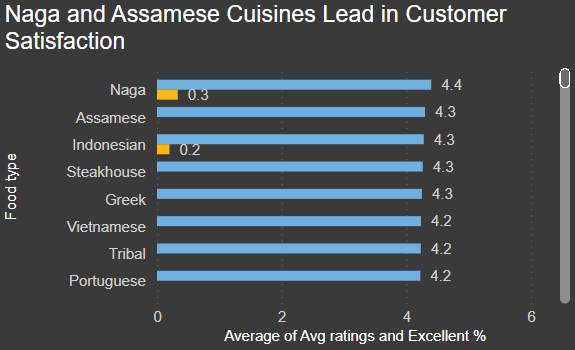 Naga and Assamese Cuisines Lead in Customer
Satisfaction
Food type
Naga 4.4
0.3
Assamese 4.3
Indonesian 4.3
0.2
Steakhouse 4.3
Greek 4.3
Vietnamese 4.2
Tribal 4.2
Portuguese 4.2
0 2 4 6
Average of Avg ratings and Excellent %